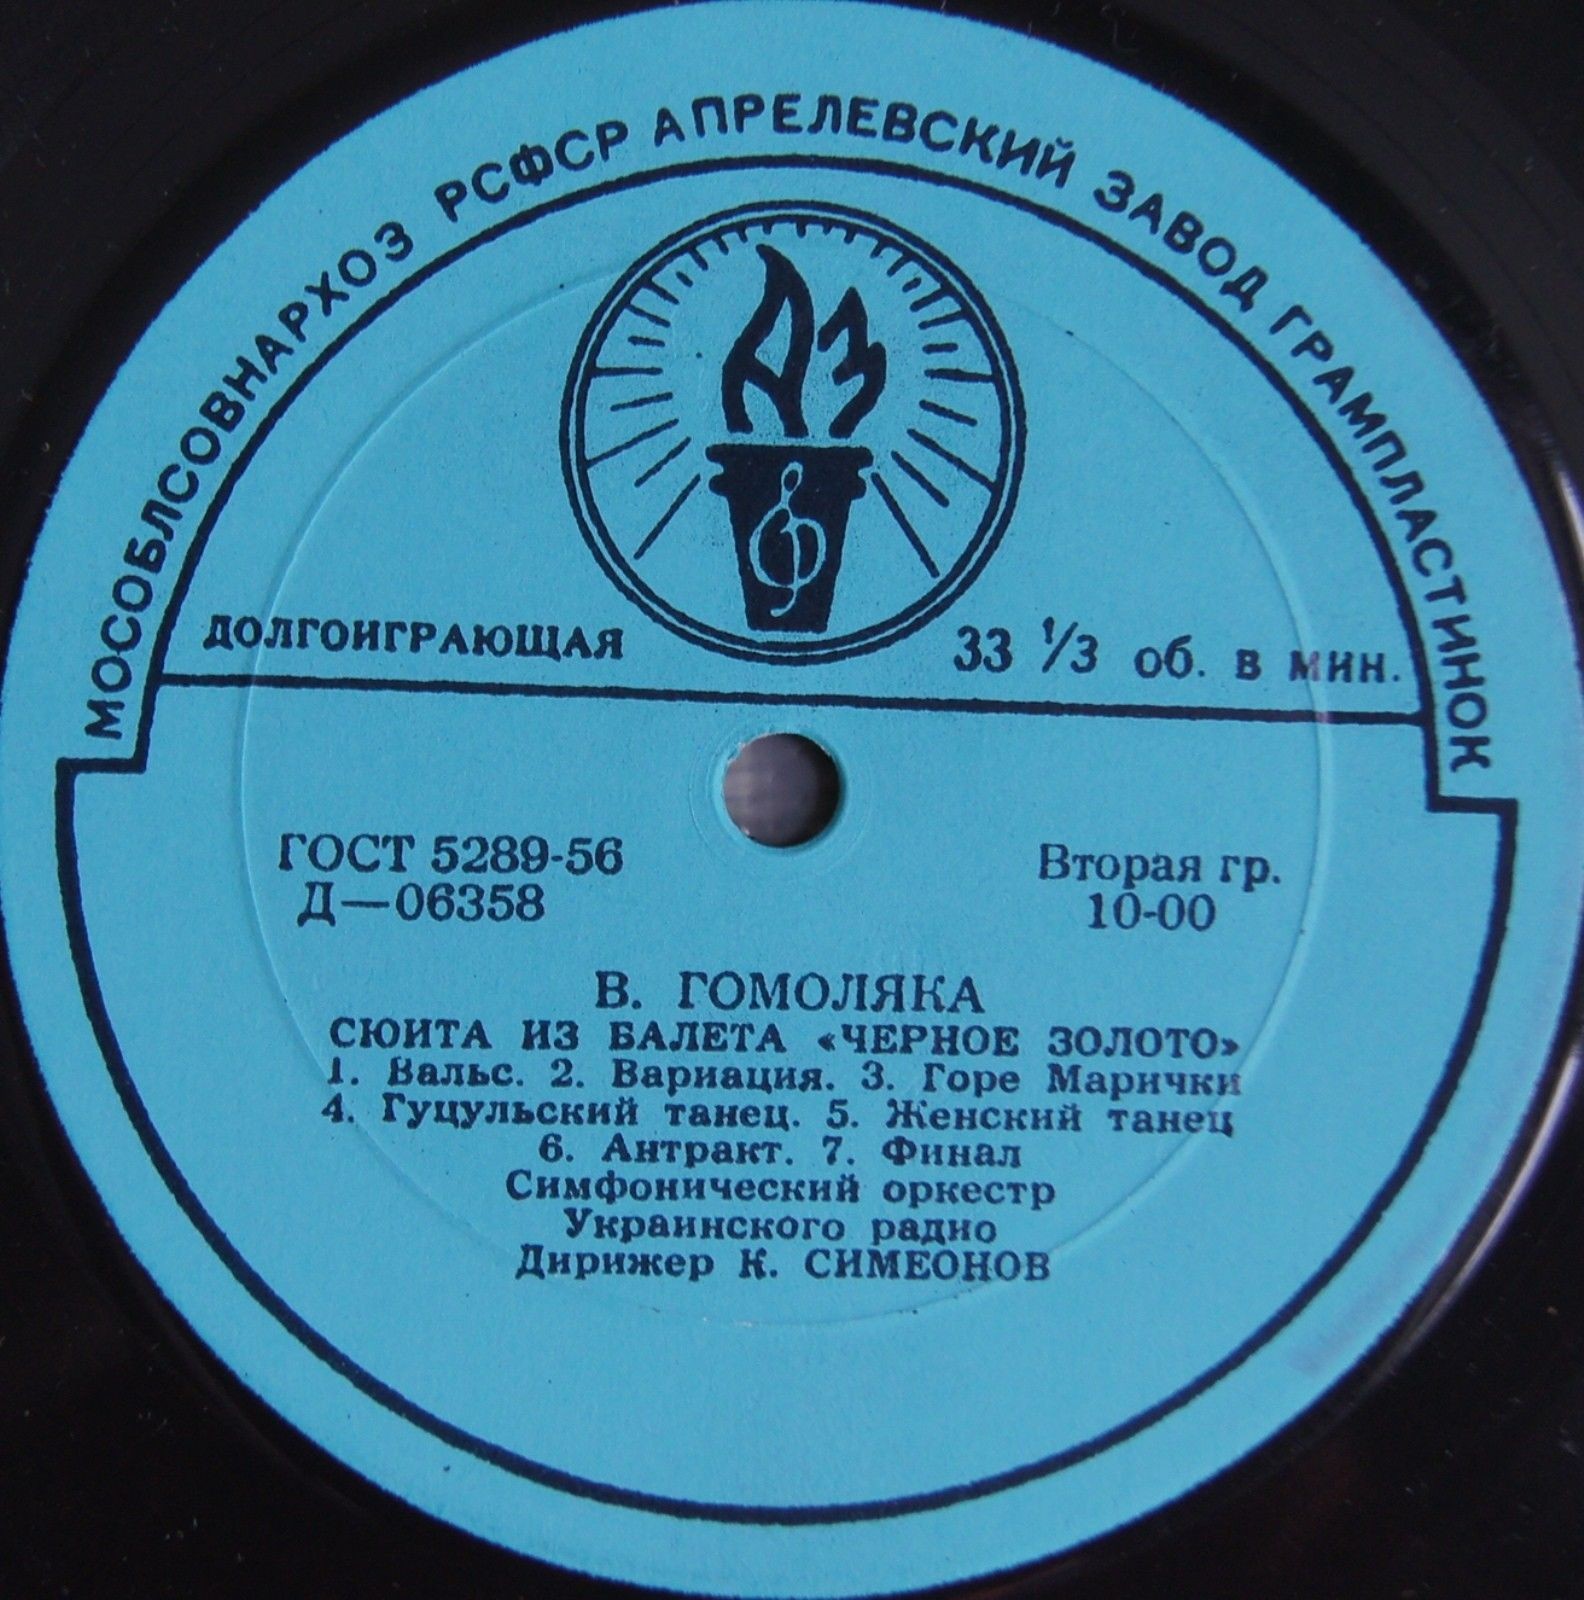 МОСОБЛСОВНАРХОЗ РСФСР АПРЕЛЕВСКИЙ ЗАВОД ГРАМПЛАСТИНОК
АЗ
ДОЛГОИГРАЮЩАЯ
33 1/3 об. в мин.
ГОСТ 5289-56
Д—06358
Вторая гр.
10-00
В. ГОМОЛЯКА
СЮИТА ИЗ БАЛЕТА «ЧЕРНОЕ ЗОЛОТО»
1. Вальс. 2. Вариация. 3. Горе Марички
4. Гуцульский танец. 5. Женский танец
6. Антракт. 7. Финал
Симфонический оркестр
Украинского радио
Дирижер К. СИМЕОНОВ